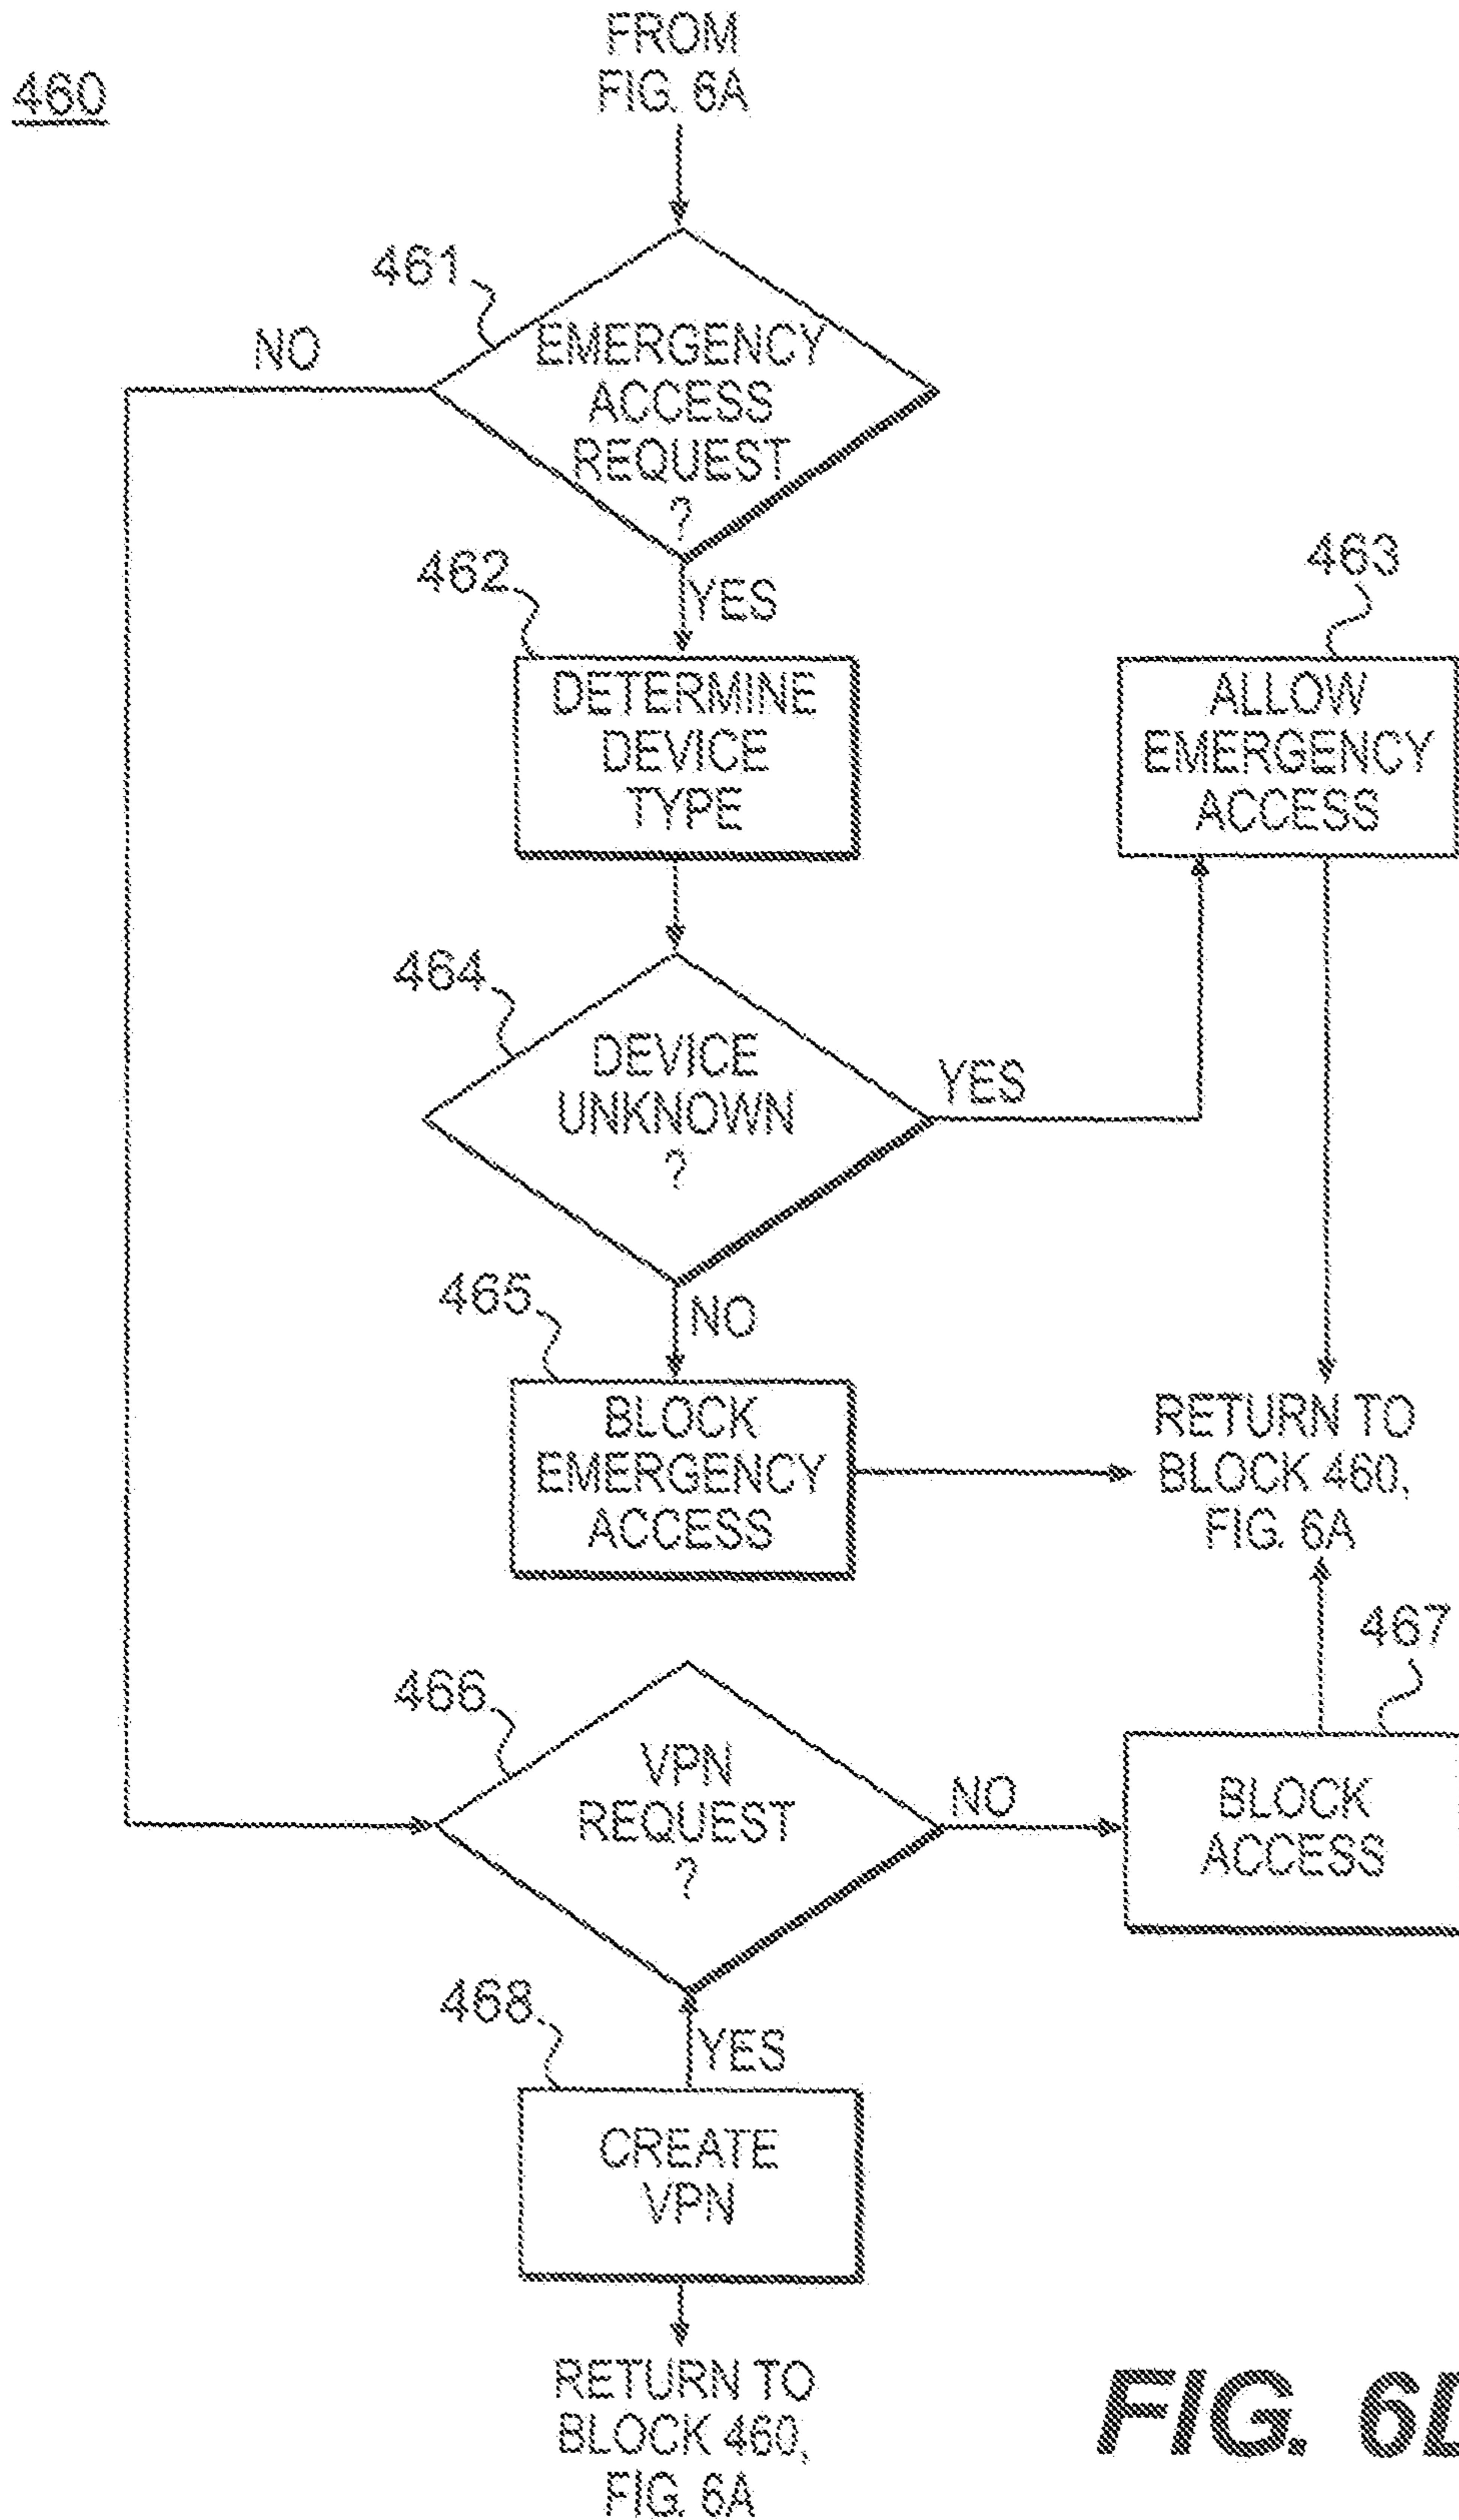 FROM
FIG. 6A
460
461
NO
EMERGENCY
ACCESS
REQUEST
?
462
YES
463
DETERMINE
DEVICE
TYPE
ALLOW
EMERGENCY
ACCESS
464
DEVICE
UNKNOWN
?
YES
465
NO
BLOCK
EMERGENCY
ACCESS
RETURN TO
BLOCK 460,
FIG. 6A
466
467
VPN
REQUEST
?
NO
BLOCK
ACCESS
468
YES
CREATE
VPN
RETURN TO
BLOCK 460,
FIG. 6A
FIG.